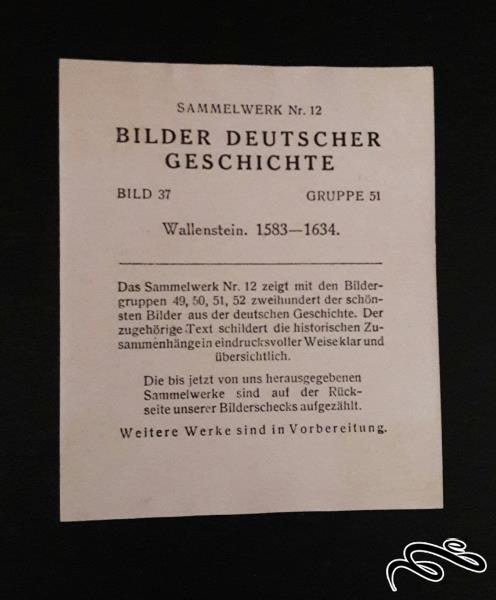 SAMMELWERK Nr. 12
BILDER DEUTSCHER
GESCHICHTE
BILD 37 GRUPPE 51
Wallenstein. 1583—1634.
Das Sammelwerk Nr. 12 zeigt mit den Bilder-
gruppen 49, 50, 51, 52 zweihundert der schön-
sten Bilder aus der deutschen Geschichte. Der
zugehörige Text schildert die historischen Zu-
sammenhänge in eindrucksvoller Weise klar und
übersichtlich.
Die bis jetzt von uns herausgegebenen
Sammelwerke sind auf der Rück-
seite unserer Bilderschecks aufgezählt.
Weitere Werke sind in Vorbereitung.